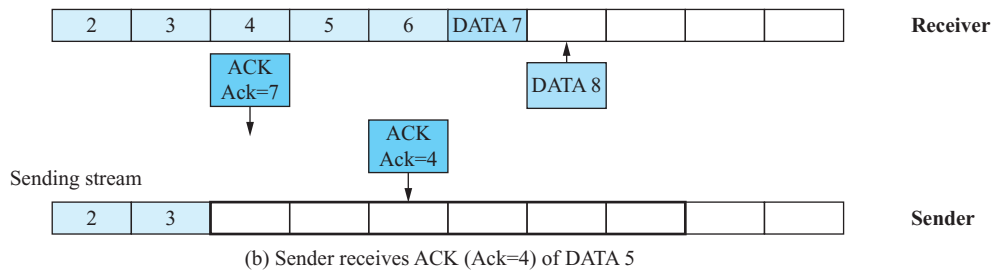 2 3 4 5 6 DATA 7 Receiver
ACK
Ack=7
DATA 8
ACK
Ack=4
Sending stream
2 3 Sender
(b) Sender receives ACK (Ack=4) of DATA 5